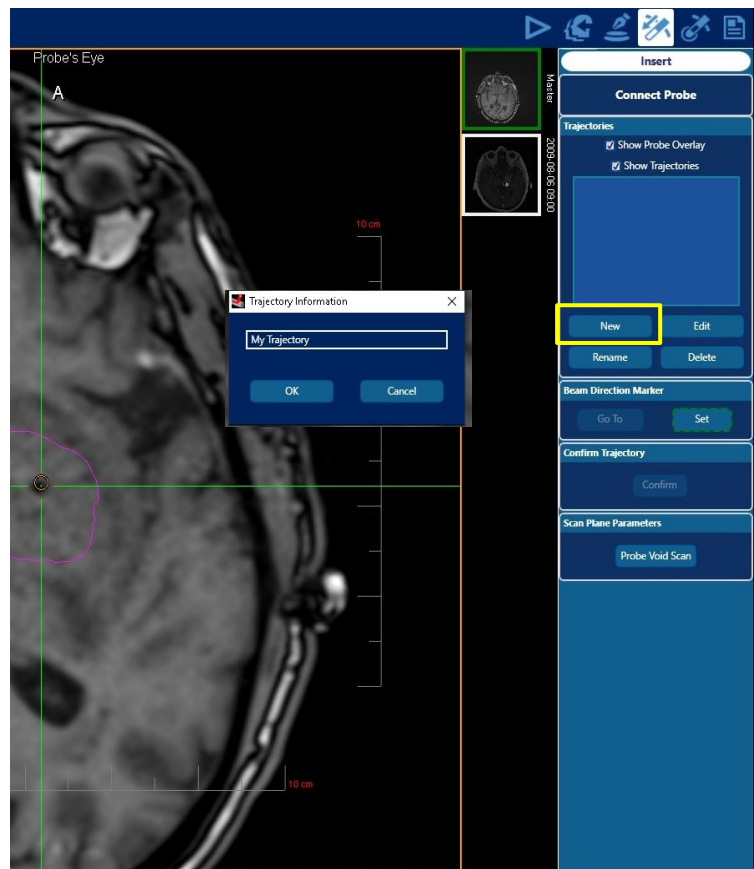 Probe's Eye
A
10 cm
10 cm
Master
2009-08-06 09:00
Trajectory Information
My Trajectory
OK
Cancel
Insert
Connect Probe
Trajectories
Show Probe Overlay
Show Trajectories
New
Edit
Rename
Delete
Beam Direction Marker
Go To
Set
Confirm Trajectory
Confirm
Scan Plane Parameters
Probe Void Scan